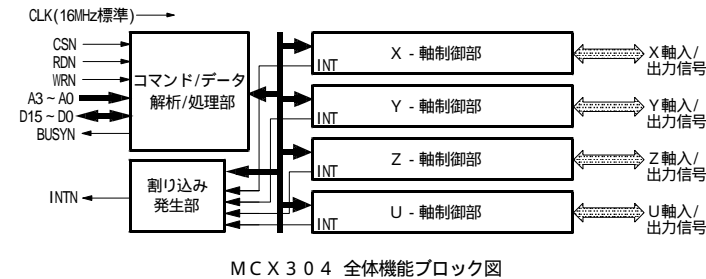 CLK(16MHz標準)
CSN
RDN
WRN
A3～A0
D15～D0
BUSYN
コマンド/データ
解析/処理部
INTN
割り込み
発生部
X - 軸制御部
INT
X軸入/
出力信号
Y - 軸制御部
INT
Y軸入/
出力信号
Z - 軸制御部
INT
Z軸入/
出力信号
U - 軸制御部
INT
U軸入/
出力信号
MCX304 全体機能ブロック図